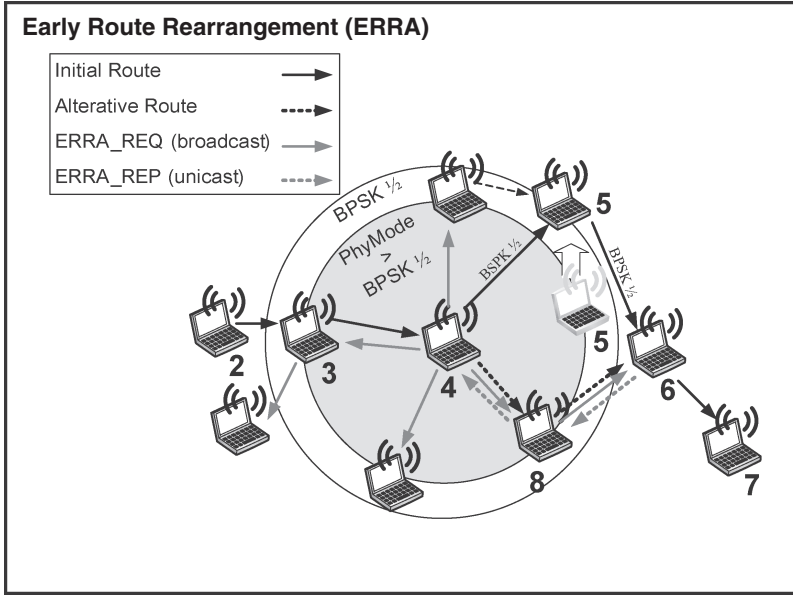 Early Route Rearrangement (ERRA)
Initial Route
Alterative Route
ERRA_REQ (broadcast)
ERRA_REP (unicast)
BPSK ½
PhyMode
>
BPSK ½
BSPK ½
5
BPSK ½
5
2
3
4
6
8
7